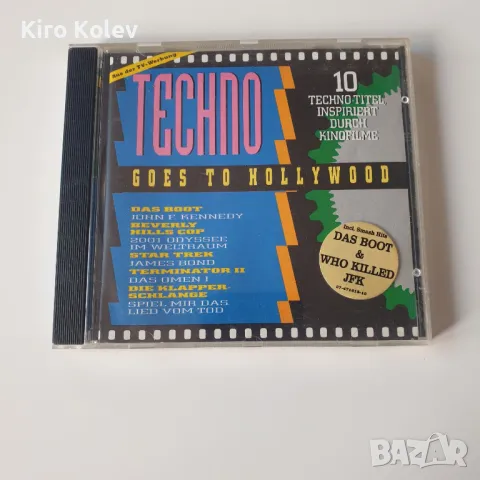 Kiro Kolev
Aus der TV-Werbung
TECHNO
10
TECHNO-TITEL,
INSPIRIERT
DURCH
KINOFILME
GOES TO HOLLYWOOD
DAS BOOT
JOHN F. KENNEDY
BEVERLY
HILLS COP
2001 ODYSSEE
IM WELTRAUM
STAR TREK
JAMES BOND
TERMINATOR II
DAS OMEN I
DIE KLAPPER-
SCHLANGE
SPIEL MIR DAS
LIED VOM TOD
Incl. Smash Hits
DAS BOOT
&
WHO KILLED
JFK
bazar